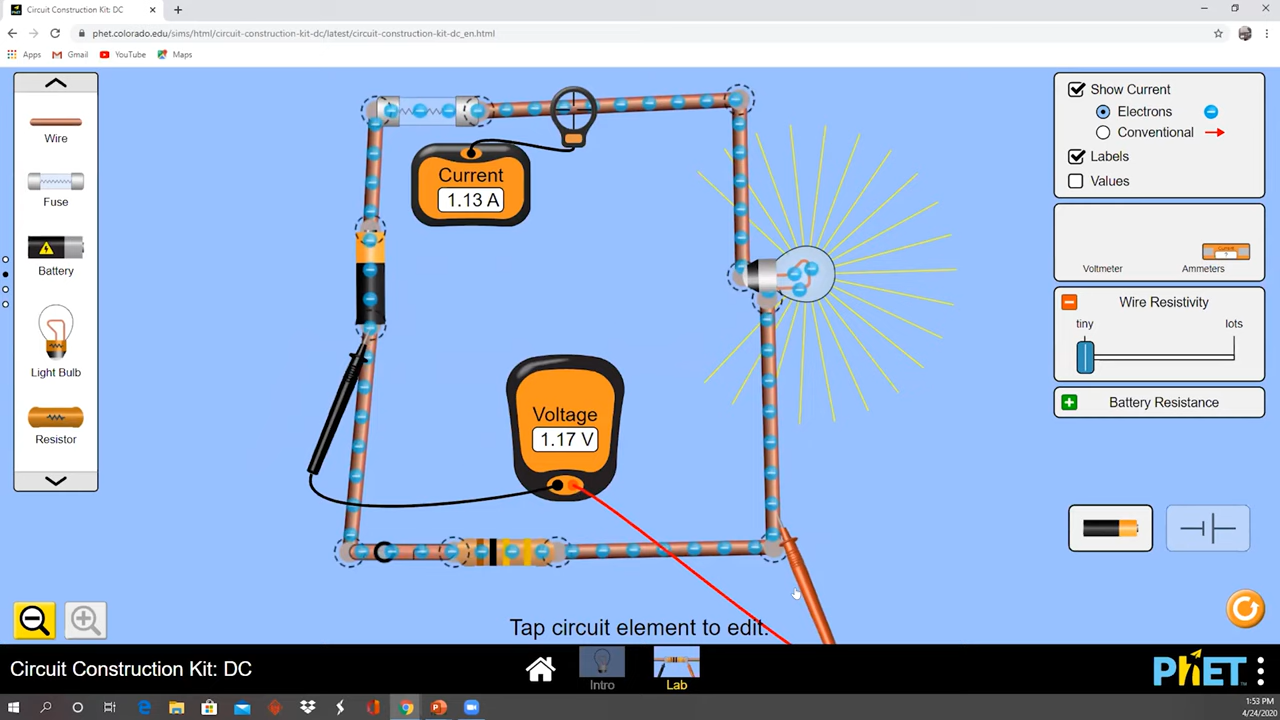 Circuit Construction Kit: DC
phet.colorado.edu/sims/html/circuit-construction-kit-dc/latest/circuit-construction-kit-dc_en.html
Apps
Gmail
YouTube
Maps
Wire
Fuse
Battery
Light Bulb
Resistor
Current
1.13 A
Voltage
1.17 V
Show Current
Electrons
Conventional
Labels
Values
Current
?
Voltmeter
Ammeters
Wire Resistivity
tiny
lots
Battery Resistance
Tap circuit element to edit.
Circuit Construction Kit: DC
Intro
Lab
PhET
1:53 PM
4/24/2020